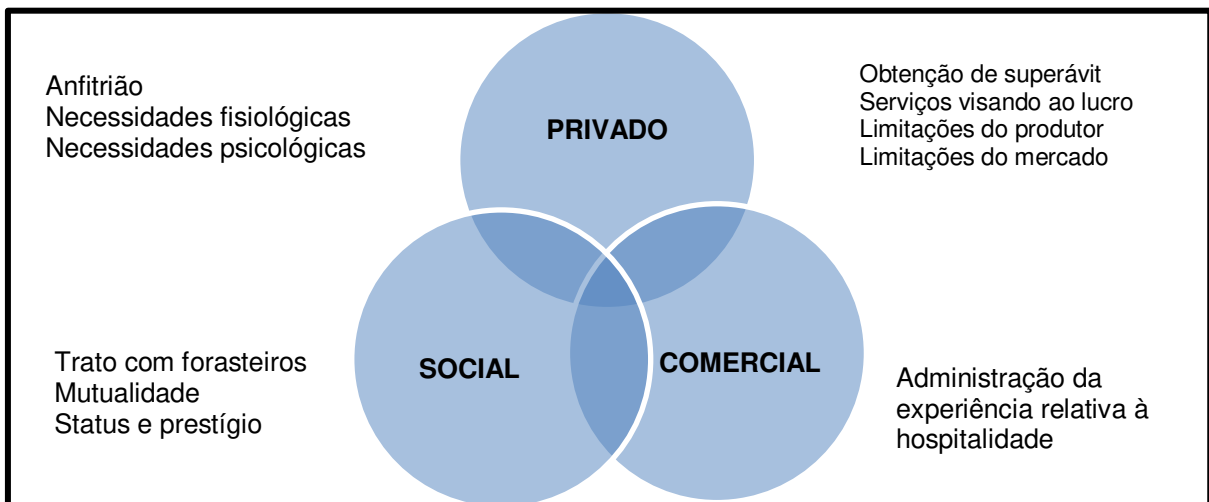 Anfitrião
Necessidades fisiológicas
Necessidades psicológicas
PRIVADO
Obtenção de superávit
Serviços visando ao lucro
Limitações do produtor
Limitações do mercado
Trato com forasteiros
Mutualidade
Status e prestígio
SOCIAL
COMERCIAL
Administração da
experiência relativa à
hospitalidade